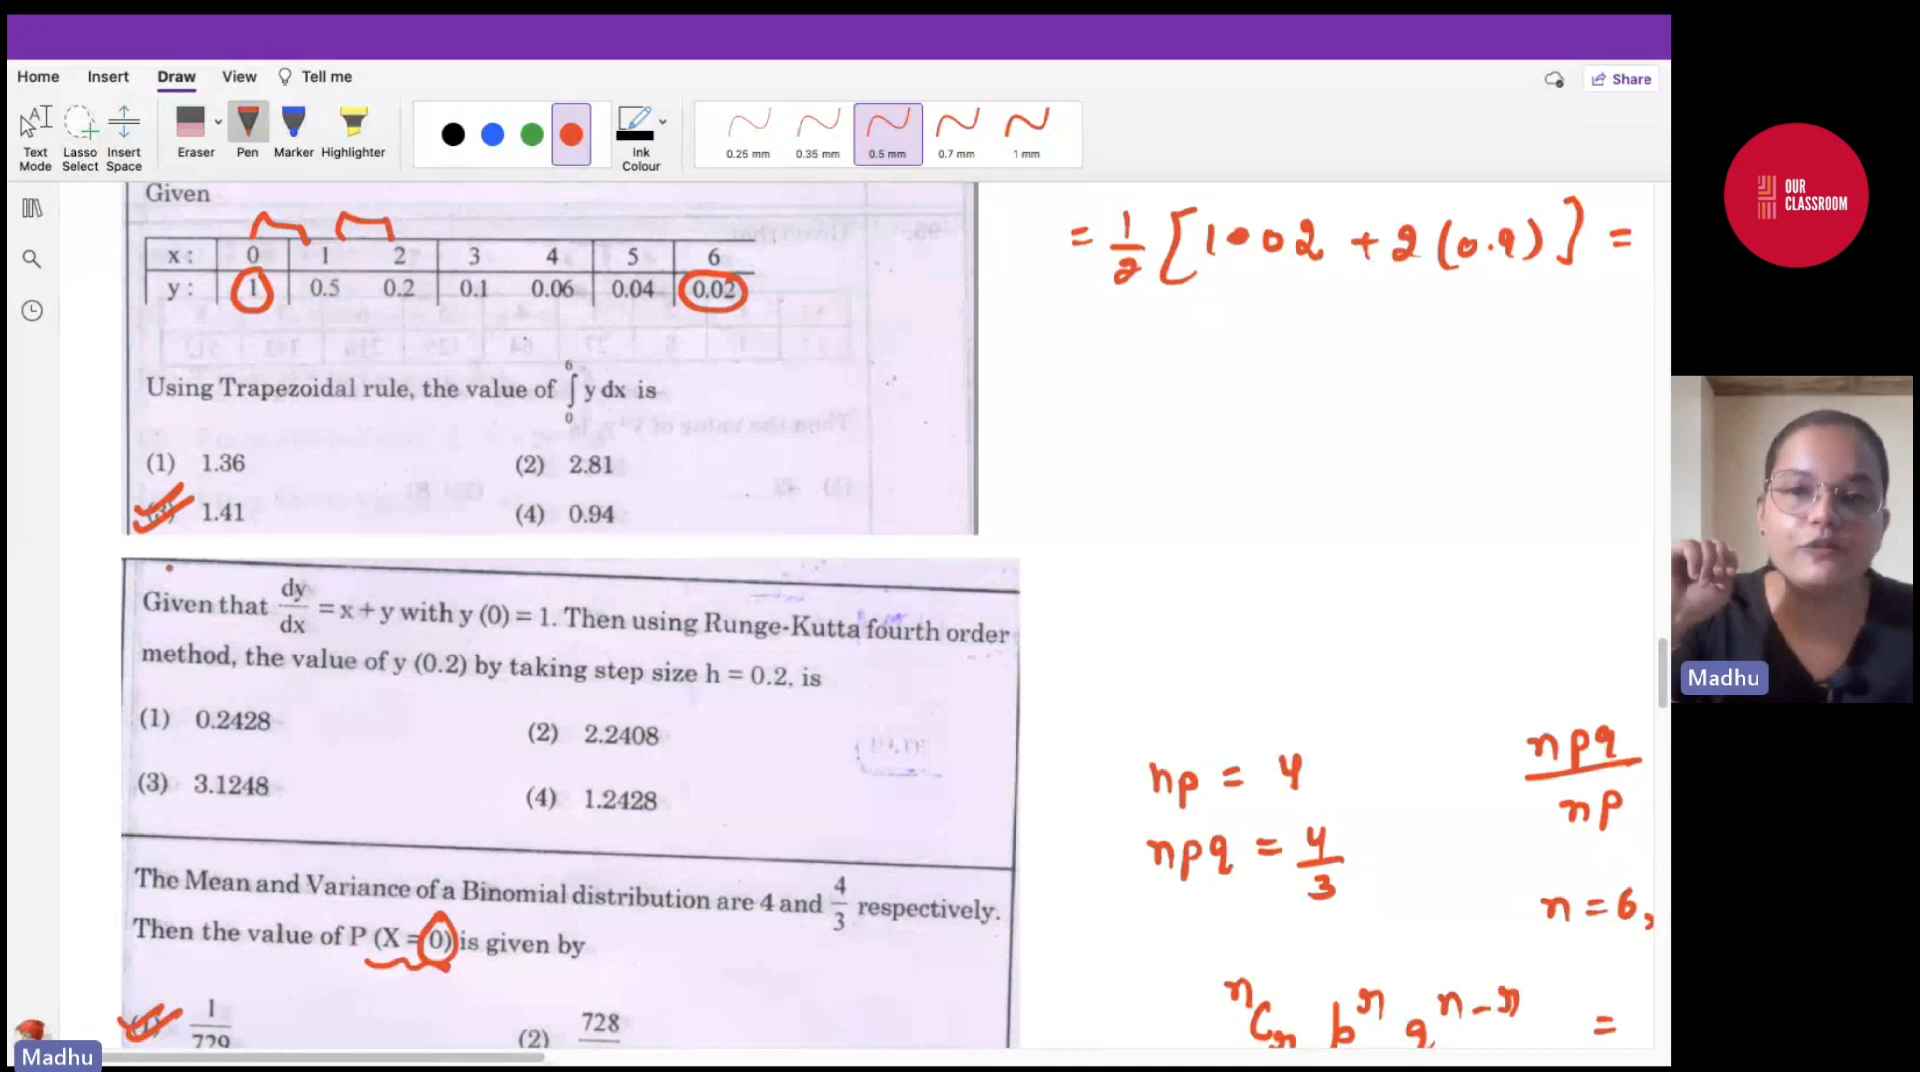 Home Insert Draw View Tell me
Share
Text Mode
Lasso Select
Insert Space
Eraser
Pen
Marker
Highlighter
Ink Colour
0.25 mm
0.35 mm
0.5 mm
0.7 mm
1 mm
OUR CLASSROOM
Given
x : 0 1 2 3 4 5 6
y : 1 0.5 0.2 0.1 0.06 0.04 0.02
Using Trapezoidal rule, the value of ∫₀⁶ y dx is
(1) 1.36 (2) 2.81
(3) 1.41 (4) 0.94
= 1/2 [1.02 + 2(0.9)] =
Given that dy/dx = x + y with y (0) = 1. Then using Runge-Kutta fourth order
method, the value of y (0.2) by taking step size h = 0.2, is
(1) 0.2428 (2) 2.2408
(3) 3.1248 (4) 1.2428
The Mean and Variance of a Binomial distribution are 4 and 4/3 respectively.
Then the value of P (X = 0) is given by
(1) 1/729 (2) 728
np = 4
npq = 4/3
npq/np
n = 6,
Madhu
Madhu